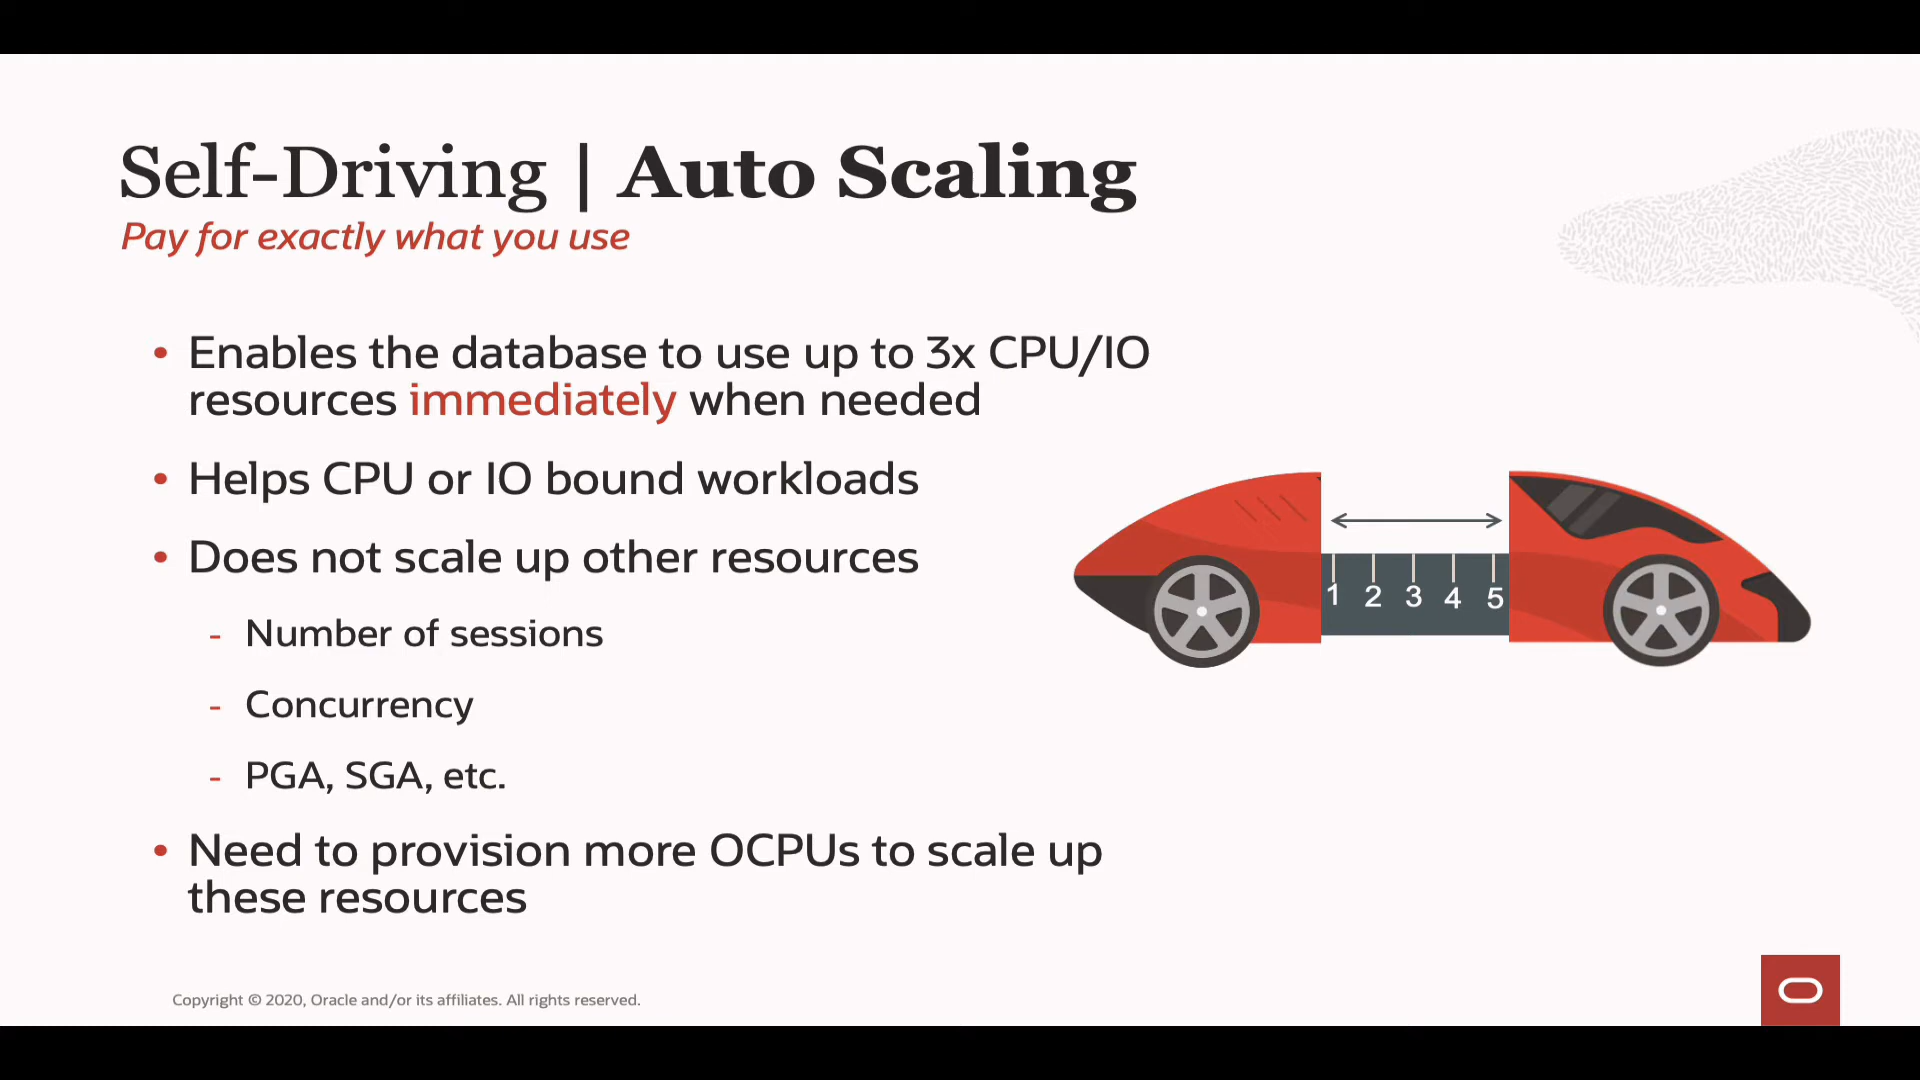 Self-Driving | Auto Scaling
Pay for exactly what you use
• Enables the database to use up to 3x CPU/IO
resources immediately when needed
• Helps CPU or IO bound workloads
• Does not scale up other resources
- Number of sessions
- Concurrency
- PGA, SGA, etc.
• Need to provision more OCPUs to scale up
these resources
1 2 3 4 5
Copyright © 2020, Oracle and/or its affiliates. All rights reserved.